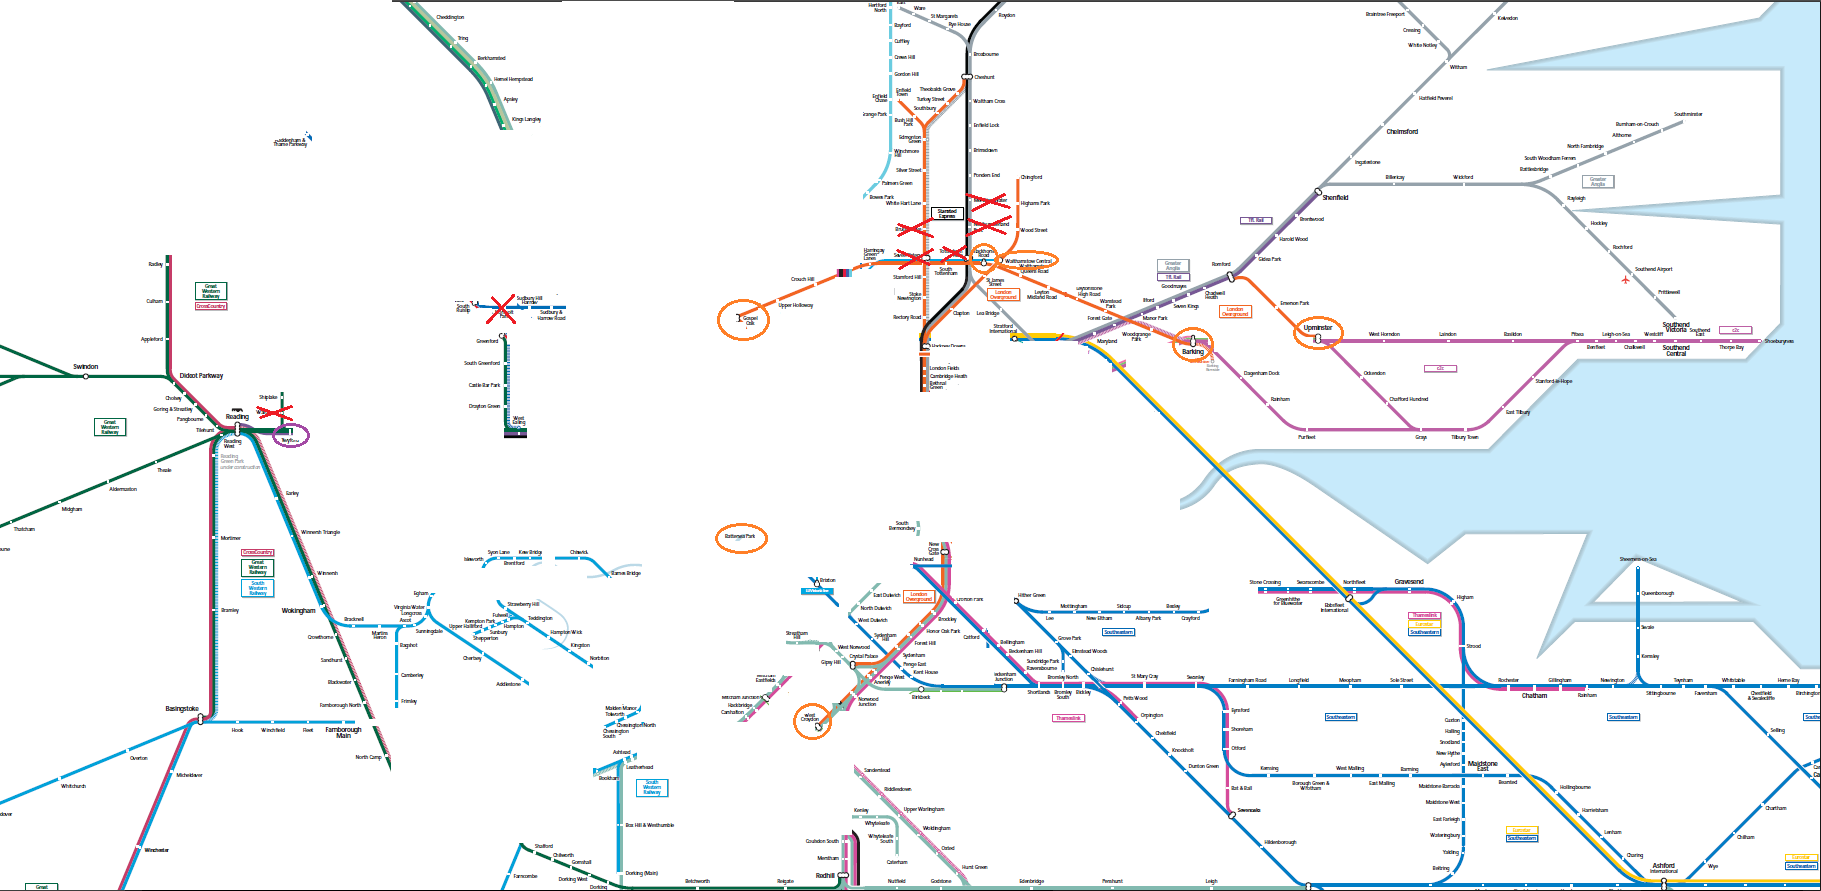 Cheddington
Tring
Berkhamsted
Hemel Hempstead
Apsley
Kings Langley
Haddenham &
Thame Parkway
Hertford
North
Bayford
Cuffley
Crews Hill
Gordon Hill
Enfield
Chase
Grange Park
Winchmore
Hill
Palmers Green
Bowes Park
Ware
St Margarets
Rye House
Roydon
Broxbourne
Cheshunt
Theobalds Grove
Turkey Street
Southbury
Enfield
Town
Bush Hill
Park
Edmonton
Green
Silver Street
White Hart Lane
Waltham Cross
Enfield Lock
Brimsdown
Ponders End
Stansted
Express
Chingford
Highams Park
Wood Street
Walthamstow Central
Walthamstow
Queens Road
Blackhorse
Road
Harringay
Green
Lanes
South
Tottenham
Stamford Hill
Stoke
Newington
Rectory Road
Hackney Downs
London Fields
Cambridge Heath
Bethnal
Green
St James
Street
Clapton
Lea Bridge
London
Overground
Leyton
Midland Road
Leytonstone
High Road
Wanstead
Park
Woodgrange
Park
Crouch Hill
Upper Holloway
Gospel
Oak
Stratford
International
Maryland
Forest Gate
Manor Park
Ilford
Seven Kings
Goodmayes
Chadwell
Heath
Romford
Gidea Park
Harold Wood
Brentwood
Shenfield
TfL Rail
Greater
Anglia
TfL Rail
London
Overground
Emerson Park
Upminster
Barking
Dagenham Dock
Rainham
Purfleet
Grays
Tilbury Town
East Tilbury
Stanford-le-Hope
Ockendon
Chafford Hundred
c2c
West Horndon
Laindon
Basildon
Pitsea
Benfleet
Leigh-on-Sea
Chalkwell
Westcliff
Southend
Victoria
Southend
Central
Southend
East
c2c
Thorpe Bay
Shoeburyness
Braintree Freeport
Cressing
White Notley
Kelvedon
Witham
Hatfield Peverel
Chelmsford
Ingatestone
Billericay
Wickford
Battlesbridge
South Woodham Ferrers
North Fambridge
Althorne
Burnham-on-Crouch
Southminster
Greater
Anglia
Rayleigh
Hockley
Rochford
Southend Airport
Prittlewell
Radley
Culham
Appleford
Didcot Parkway
Great
Western
Railway
CrossCountry
Swindon
Cholsey
Goring & Streatley
Pangbourne
Tilehurst
Reading
Reading
West
Reading
Green Park
under construction
Shiplake
Twyford
Great
Western
Railway
Theale
Aldermaston
Midgham
Thatcham
Mortimer
Bramley
Basingstoke
CrossCountry
Great
Western
Railway
South
Western
Railway
Earley
Winnersh Triangle
Winnersh
Wokingham
Bracknell
Martins
Heron
Ascot
Crowthorne
Sandhurst
Blackwater
Farnborough North
North Camp
Hook
Winchfield
Fleet
Farnborough
Main
Overton
Whitchurch
Micheldever
Winchester
Great
South
Ruislip
Sudbury Hill
Harrow
Sudbury &
Harrow Road
Greenford
South Greenford
Castle Bar Park
Drayton Green
West
Ealing
Isleworth
Syon Lane
Brentford
Kew Bridge
Chiswick
Barnes Bridge
Egham
Virginia Water
Longcross
Sunningdale
Bagshot
Camberley
Frimley
Chertsey
Addlestone
Strawberry Hill
Fulwell
Teddington
Hampton
Kempton Park
Upper Halliford
Sunbury
Shepperton
Hampton Wick
Kingston
Norbiton
Malden Manor
Tolworth
Chessington North
Chessington
South
Ashtead
Leatherhead
Bookham
South
Western
Railway
Box Hill & Westhumble
Dorking (Main)
Shalford
Chilworth
Gomshall
Dorking West
Dorking
Farncombe
Betchworth
Reigate
Redhill
Battersea Park
South
Bermondsey
New
Cross
Gate
Nunhead
Brixton
East Dulwich
North Dulwich
West Dulwich
London
Overground
Brockley
Crofton Park
Honor Oak Park
Catford
Forest Hill
Sydenham
Hill
Sydenham
Streatham
Hill
West Norwood
Gipsy Hill
Crystal Palace
Penge East
Kent House
Penge West
Anerley
Birkbeck
Norwood
Junction
West
Croydon
Mitcham
Eastfields
Mitcham Junction
Hackbridge
Carshalton
Beckenham
Junction
Bellingham
Beckenham Hill
Ravensbourne
Shortlands
Bromley
South
Bickley
Bromley North
Sundridge Park
Hither Green
Lee
Mottingham
New Eltham
Sidcup
Albany Park
Bexley
Crayford
Southeastern
Grove Park
Elmstead Woods
Chislehurst
Petts Wood
Orpington
Chelsfield
Knockholt
Dunton Green
Sevenoaks
Hildenborough
St Mary Cray
Swanley
Thameslink
Eynsford
Shoreham
Otford
Bat & Ball
Farningham Road
Longfield
Meopham
Sole Street
Southeastern
Kemsing
Borough Green &
Wrotham
West Malling
East Malling
Barming
Maidstone
East
Bearsted
Hollingbourne
Harrietsham
Lenham
Charing
Ashford
International
Stone Crossing
Greenhithe
for Bluewater
Swanscombe
Northfleet
Ebbsfleet
International
Gravesend
Thameslink
Eurostar
Southeastern
Higham
Strood
Rochester
Chatham
Gillingham
Rainham
Newington
Sittingbourne
Teynham
Faversham
Whitstable
Chestfield
& Swalecliffe
Herne Bay
Southeastern
Selling
Chartham
Chilham
Wye
Sheerness-on-Sea
Queenborough
Swale
Kemsley
Cuxton
Halling
Snodland
New Hythe
Aylesford
Maidstone Barracks
Maidstone West
East Farleigh
Wateringbury
Yalding
Beltring
Eurostar
Southeastern
Eurostar
Southeastern
Sanderstead
Riddlesdown
Upper Warlingham
Woldingham
Oxted
Hurst Green
Kenley
Whyteleafe
Whyteleafe
South
Caterham
Coulsdon South
Merstham
Nutfield
Godstone
Edenbridge
Penshurst
Leigh